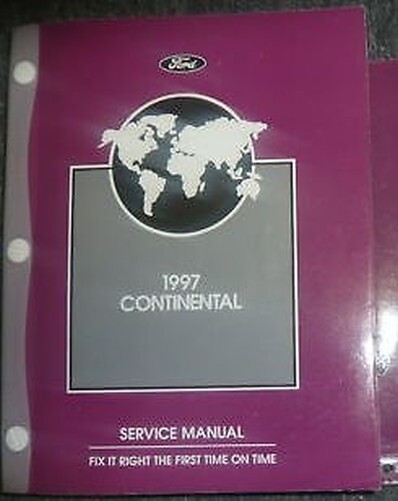 Ford
1997
CONTINENTAL
SERVICE MANUAL
FIX IT RIGHT THE FIRST TIME ON TIME